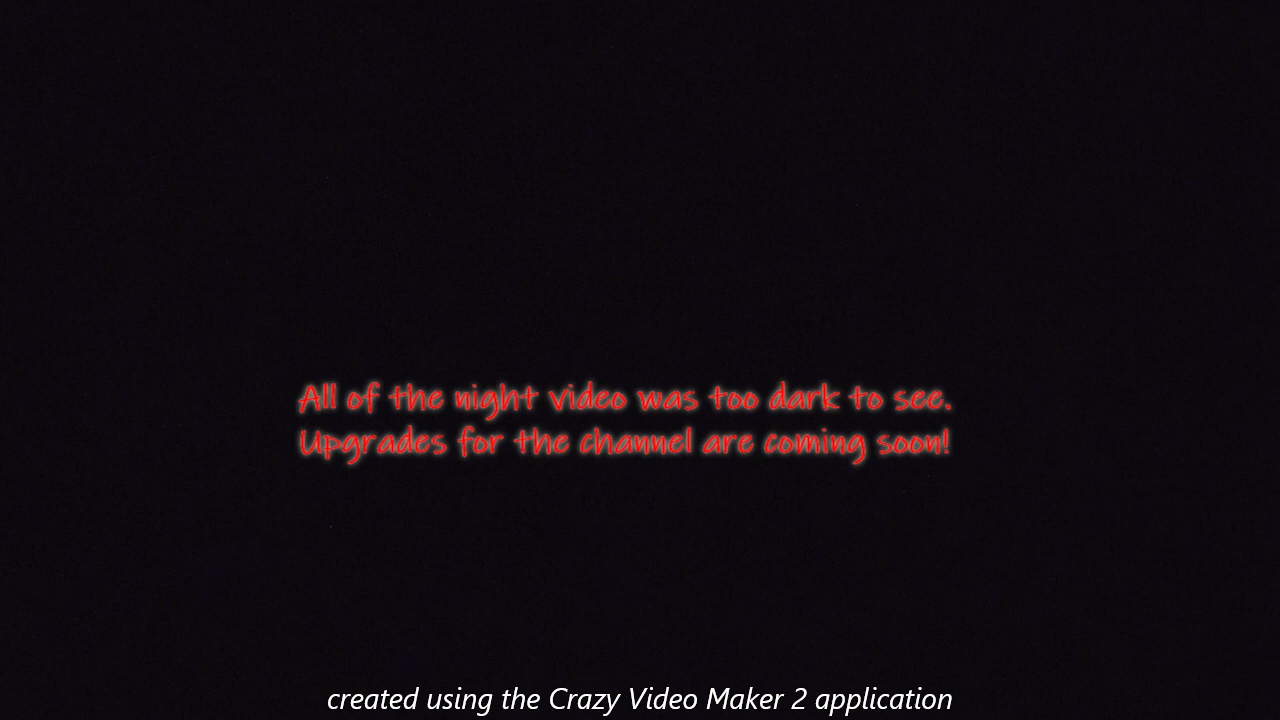 All of the night video was too dark to see.
Upgrades for the channel are coming soon!
created using the Crazy Video Maker 2 application